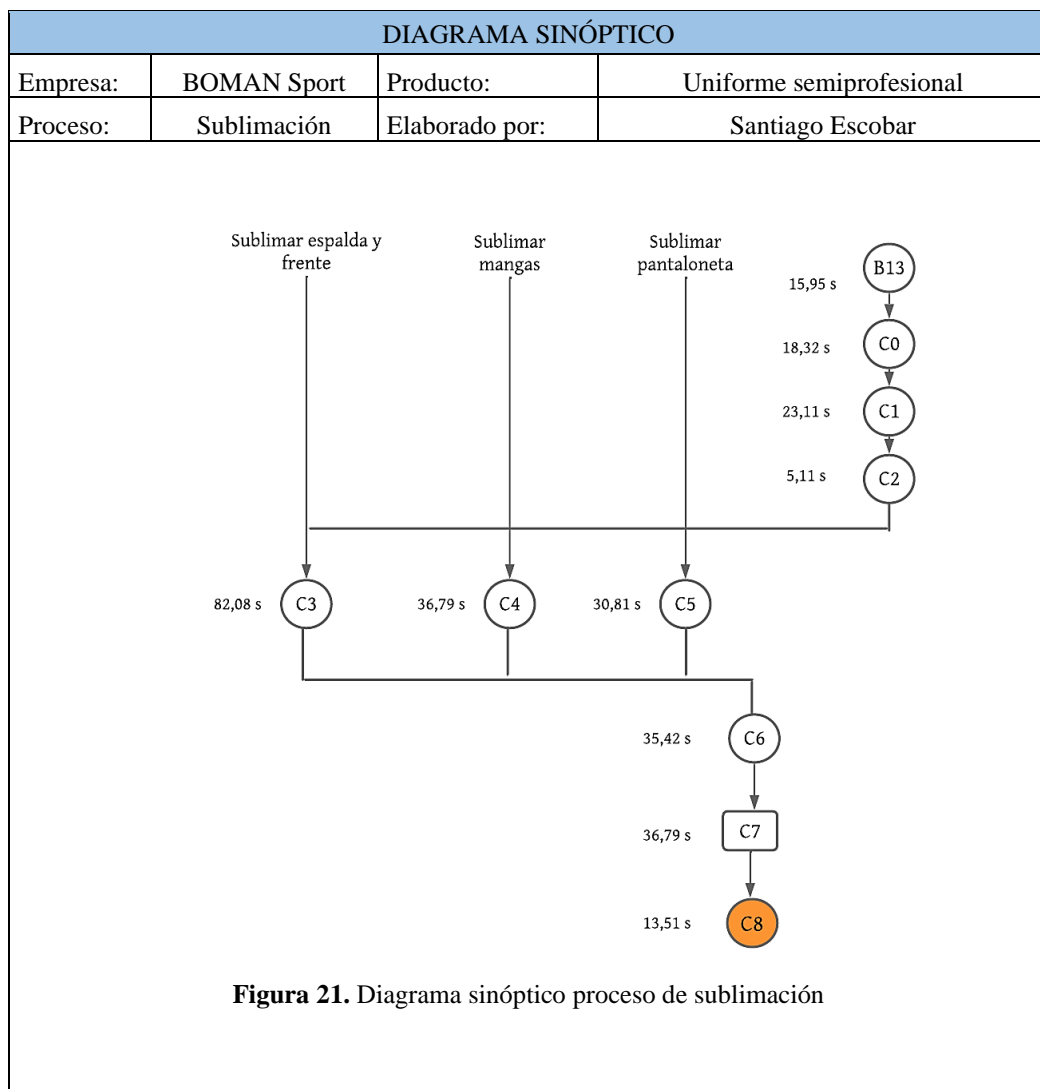 DIAGRAMA SINÓPTICO
Empresa: BOMAN Sport Producto: Uniforme semiprofesional
Proceso: Sublimación Elaborado por: Santiago Escobar
Sublimar espalda y
frente
Sublimar
mangas
Sublimar
pantaloneta
15,95 s B13
18,32 s C0
23,11 s C1
5,11 s C2
82,08 s C3 36,79 s C4 30,81 s C5
35,42 s C6
36,79 s C7
13,51 s C8
Figura 21. Diagrama sinóptico proceso de sublimación